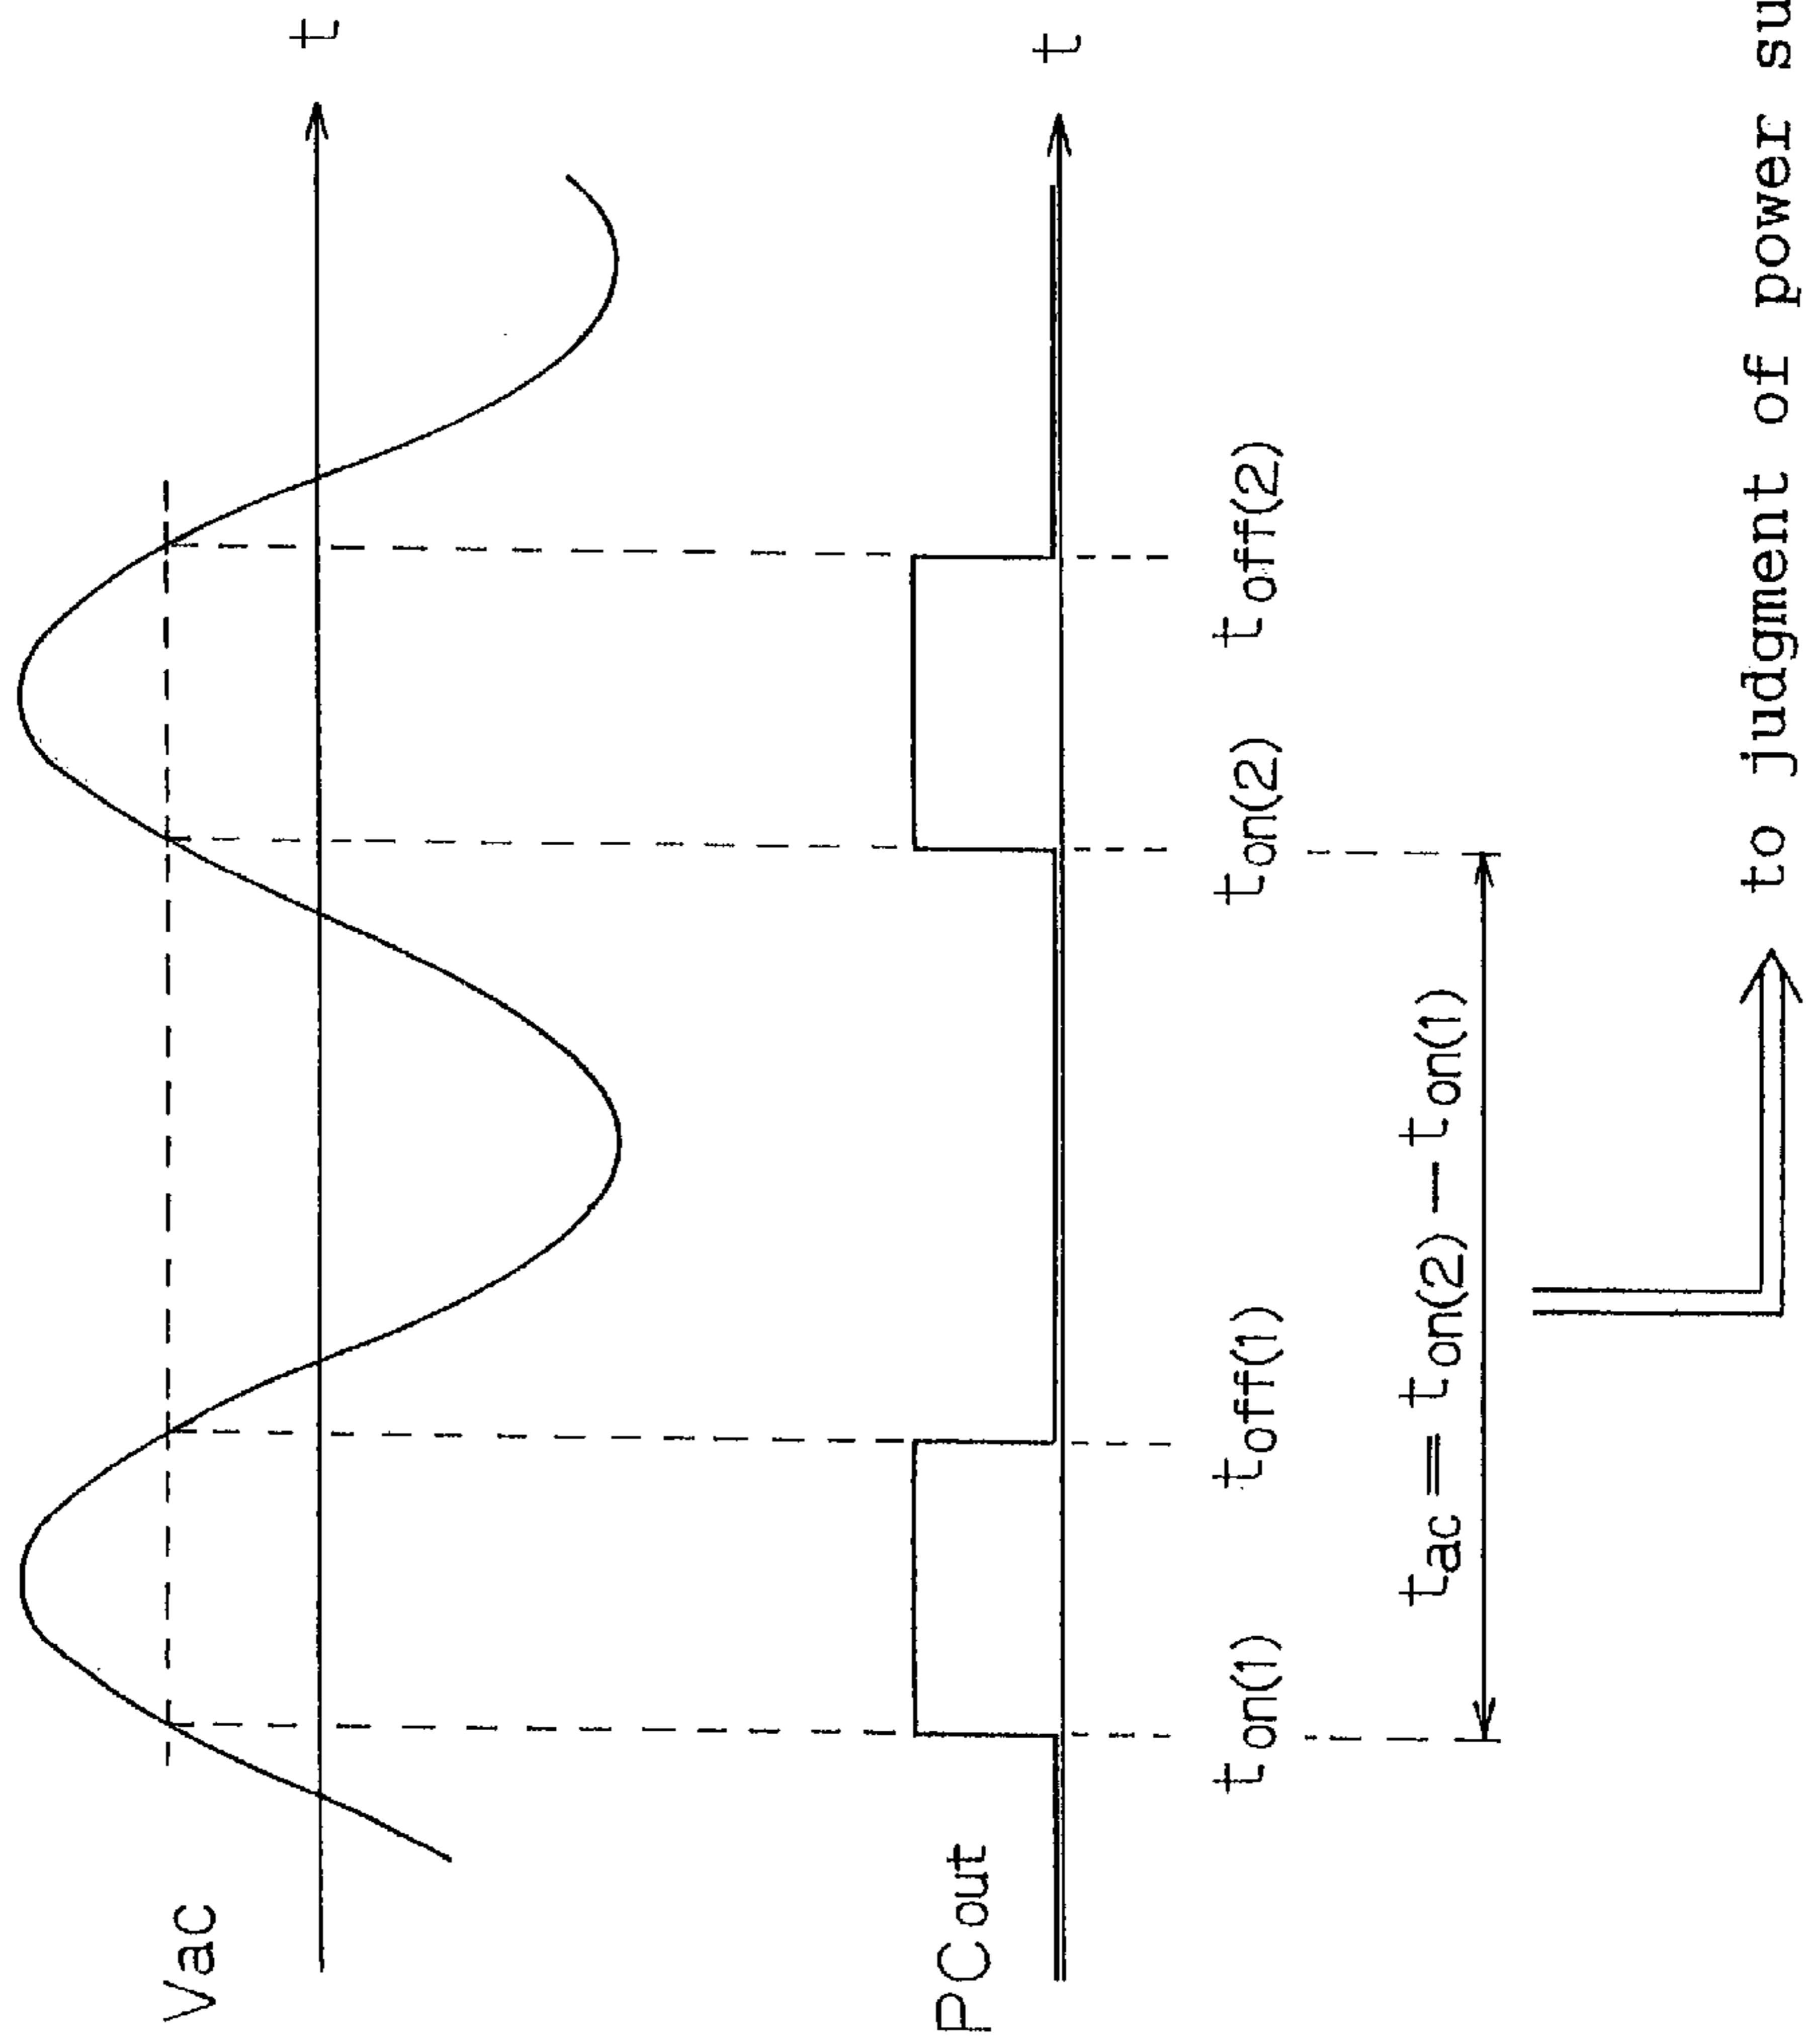 Vac
t
PCout
t
ton(1) toff(1) ton(2) toff(2)
tac=ton(2)−ton(1)
to judgment of power